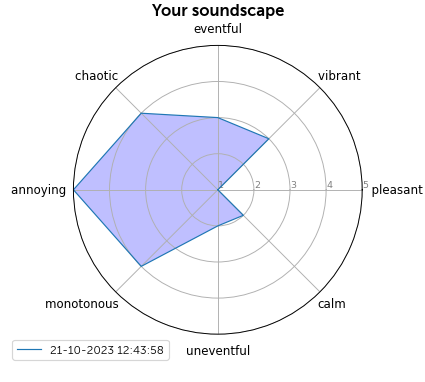 Your soundscape
eventful
chaotic
vibrant
annoying
1
2
3
4
5
pleasant
monotonous
calm
uneventful
21-10-2023 12:43:58